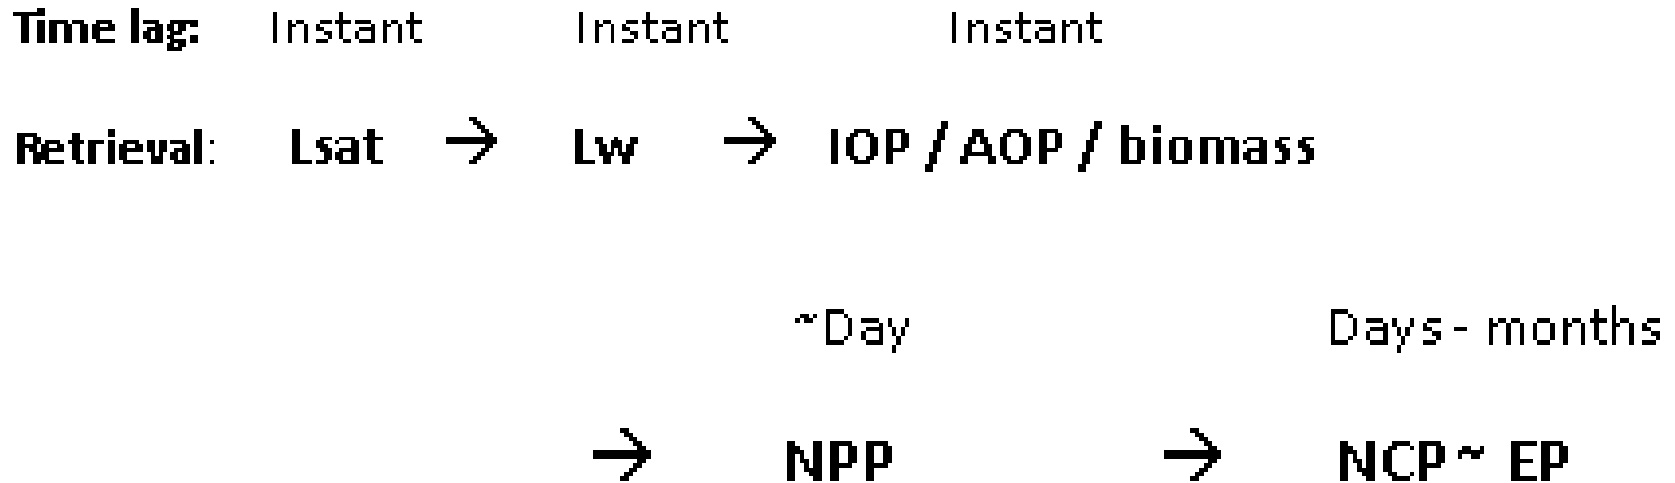 Time lag: Instant Instant Instant
Retrieval: Lsat → Lw → IOP / AOP / biomass
~Day Days - months
→ NPP → NCP ~ EP